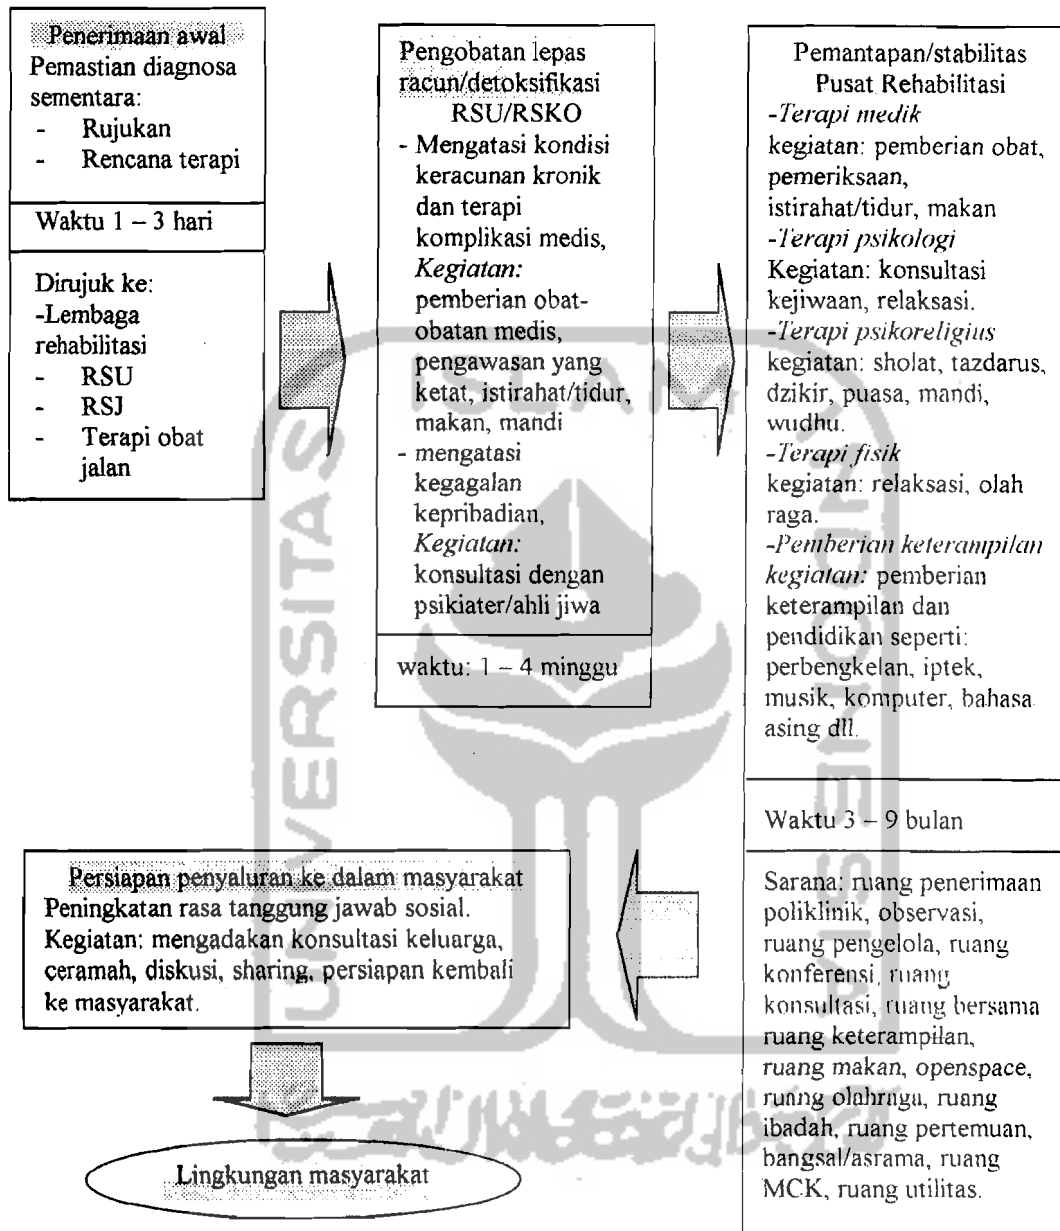 Penerimaan awal
Pemastian diagnosa
sementara:
- Rujukan
- Rencana terapi
Waktu 1 – 3 hari
Dirujuk ke:
-Lembaga
rehabilitasi
- RSU
- RSJ
- Terapi obat
jalan
Pengobatan lepas
racun/detoksifikasi
RSU/RSKO
- Mengatasi kondisi
keracunan kronik
dan terapi
komplikasi medis,
Kegiatan:
pemberian obat-
obatan medis,
pengawasan yang
ketat, istirahat/tidur,
makan, mandi
- mengatasi
kegagalan
kepribadian,
Kegiatan:
konsultasi dengan
psikiater/ahli jiwa
waktu: 1 – 4 minggu
Pemantapan/stabilitas
Pusat Rehabilitasi
-Terapi medik
kegiatan: pemberian obat,
pemeriksaan,
istirahat/tidur, makan
-Terapi psikologi
Kegiatan: konsultasi
kejiwaan, relaksasi.
-Terapi psikoreligius
kegiatan: sholat, tazdarus,
dzikir, puasa, mandi,
wudhu.
-Terapi fisik
kegiatan: relaksasi, olah
raga.
-Pemberian keterampilan
kegiatan: pemberian
keterampilan dan
pendidikan seperti:
perbengkelan, iptek,
musik, komputer, bahasa
asing dll.
Waktu 3 – 9 bulan
Sarana: ruang penerimaan
poliklinik, observasi,
ruang pengelola, ruang
konferensi, ruang
konsultasi, ruang bersama
ruang keterampilan,
ruang makan, openspace,
ruang olahraga, ruang
ibadah, ruang pertemuan,
bangsal/asrama, ruang
MCK, ruang utilitas.
Persiapan penyaluran ke dalam masyarakat
Peningkatan rasa tanggung jawab sosial.
Kegiatan: mengadakan konsultasi keluarga,
ceramah, diskusi, sharing, persiapan kembali
ke masyarakat.
Lingkungan masyarakat
UNIVERSITAS
ISLAM
INDONESIA